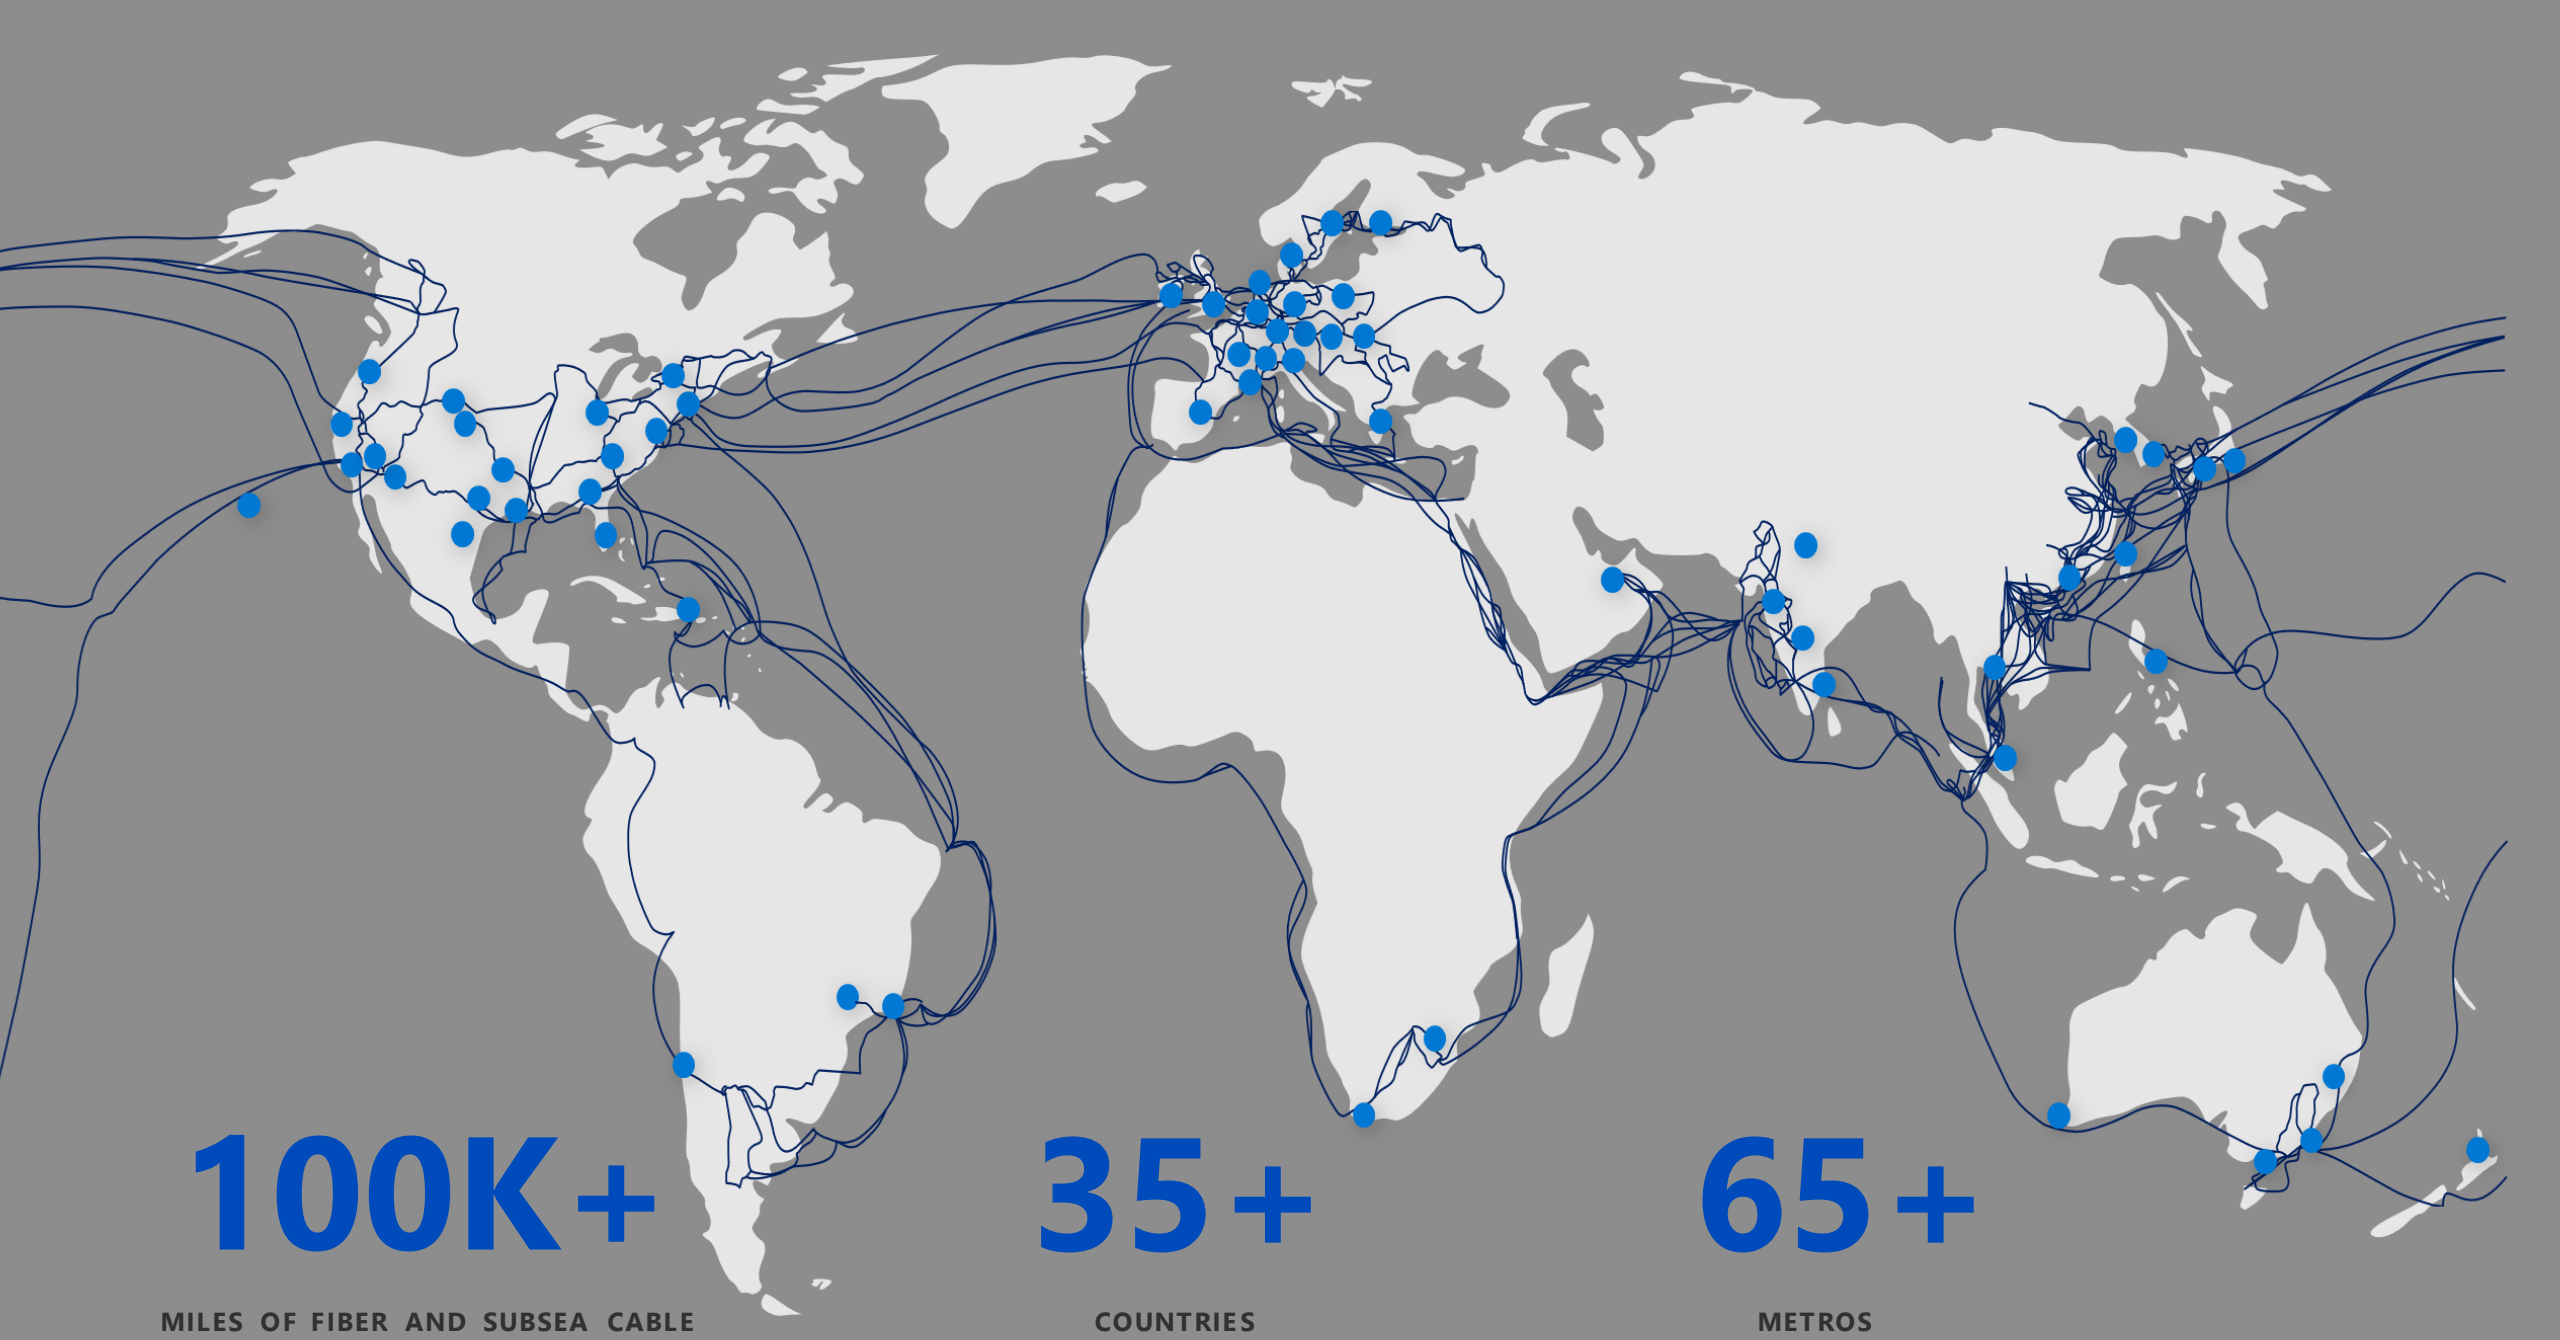 100K+ 35+ 65+
MILES OF FIBER AND SUBSEA CABLE COUNTRIES METROS